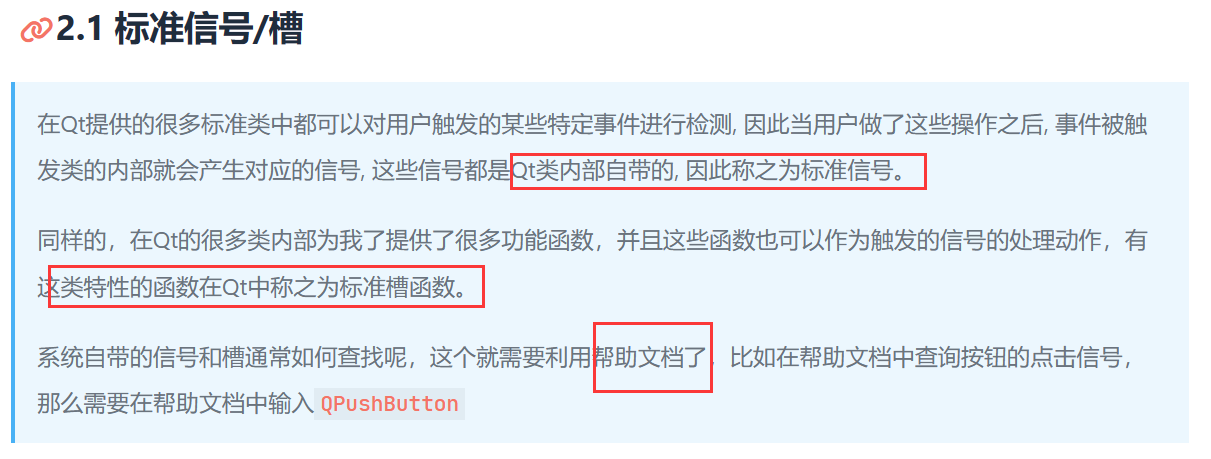 2.1 标准信号/槽
在Qt提供的很多标准类中都可以对用户触发的某些特定事件进行检测, 因此当用户做了这些操作之后, 事件被触
发类的内部就会产生对应的信号, 这些信号都是Qt类内部自带的, 因此称之为标准信号。
同样的，在Qt的很多类内部为我了提供了很多功能函数，并且这些函数也可以作为触发的信号的处理动作，有
这类特性的函数在Qt中称之为标准槽函数。
系统自带的信号和槽通常如何查找呢，这个就需要利用帮助文档了，比如在帮助文档中查询按钮的点击信号，
那么需要在帮助文档中输入QPushButton